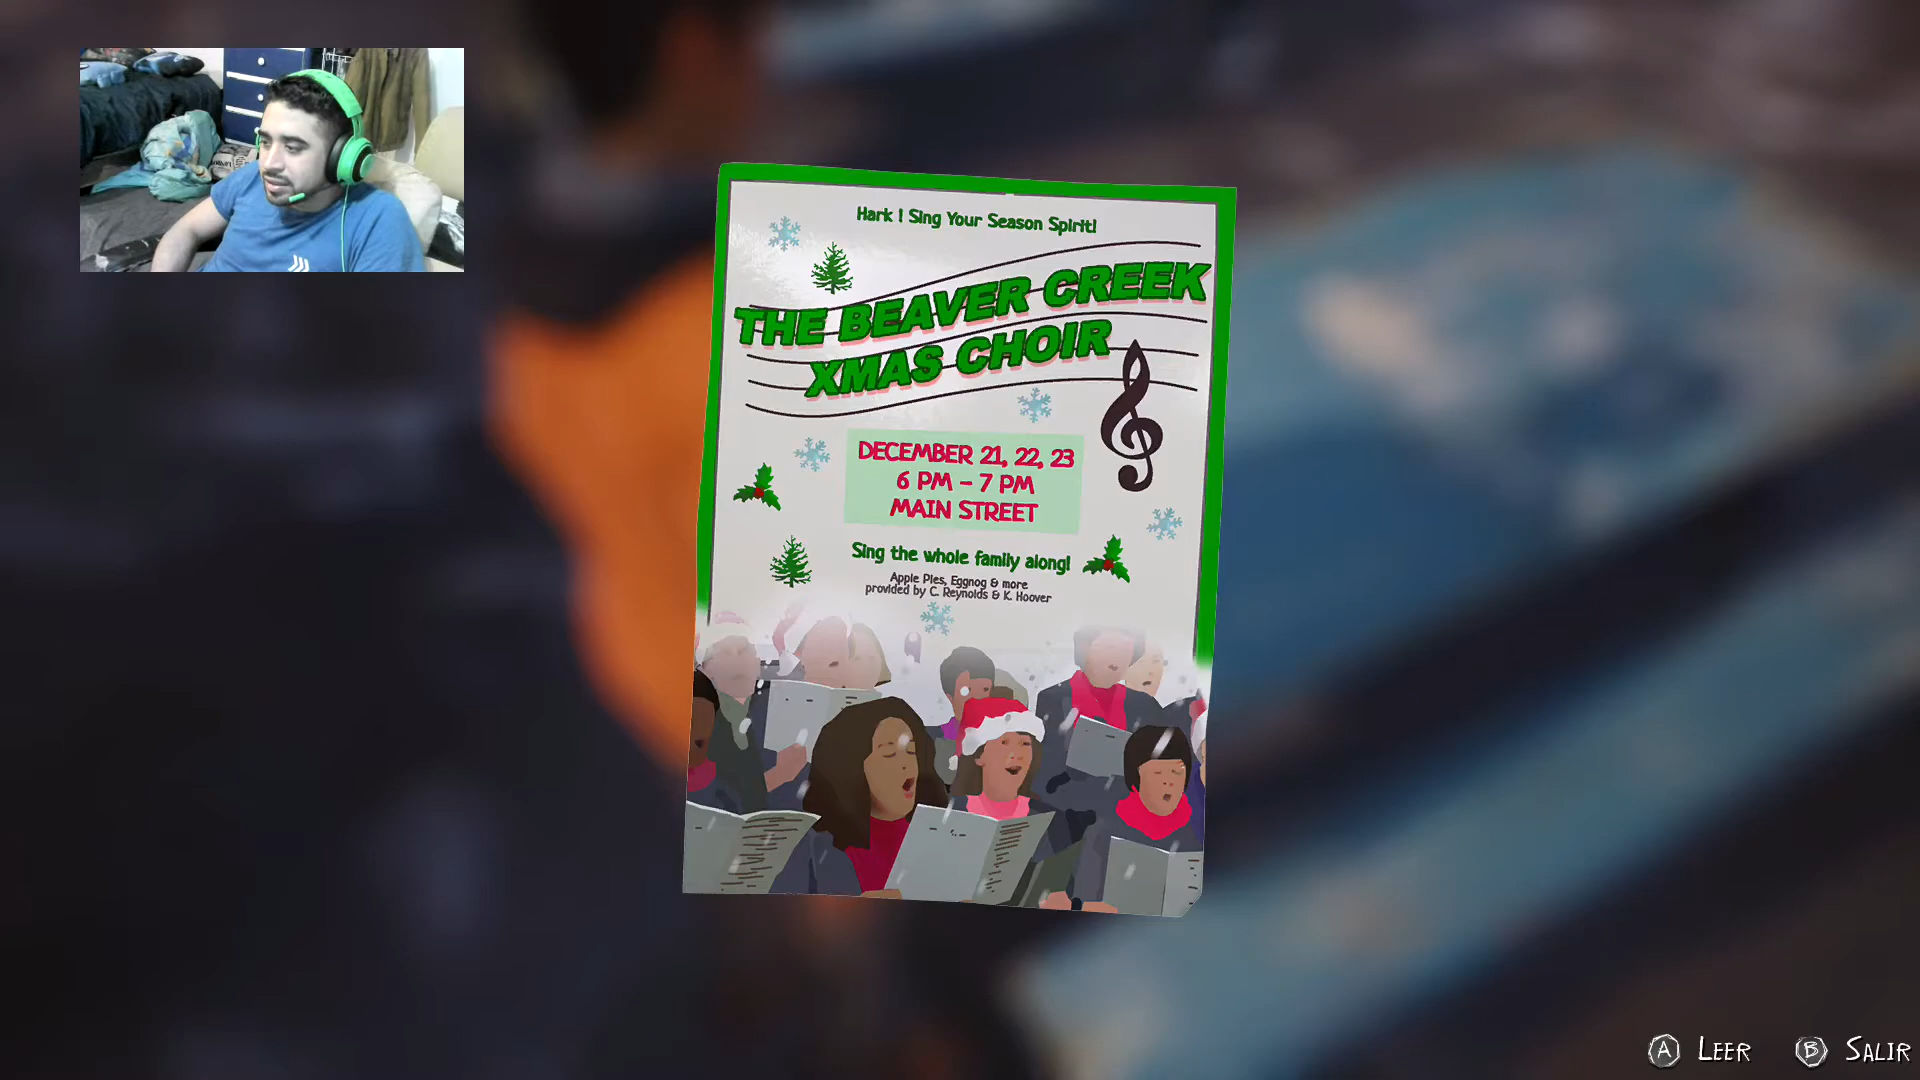 Hark ! Sing Your Season Spirit!
THE BEAVER CREEK
XMAS CHOIR
DECEMBER 21, 22, 23
6 PM – 7 PM
MAIN STREET
Sing the whole family along!
Apple Pies, Eggnog & more
provided by C. Reynolds & K. Hoover
A LEER B SALIR